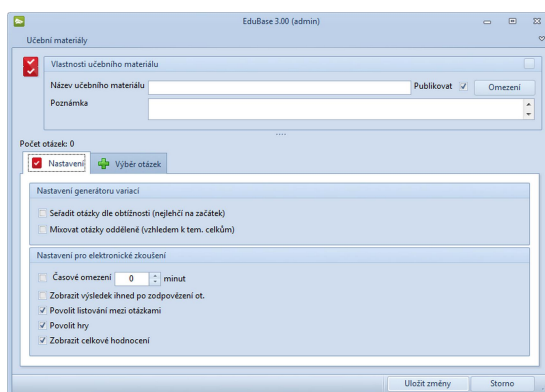 EduBase 3.00 (admin)
Učební materiály
Vlastnosti učebního materiálu
Název učebního materiálu Publikovat Omezení
Poznámka
Počet otázek: 0
Nastavení Výběr otázek
Nastavení generátoru variací
Seřadit otázky dle obtížnosti (nejlehčí na začátek)
Mixovat otázky odděleně (vzhledem k tem. celkům)
Nastavení pro elektronické zkoušení
Časové omezení 0 minut
Zobrazit výsledek ihned po zodpovězení ot.
Povolit listování mezi otázkami
Povolit hry
Zobrazit celkové hodnocení
Uložit změny Storno